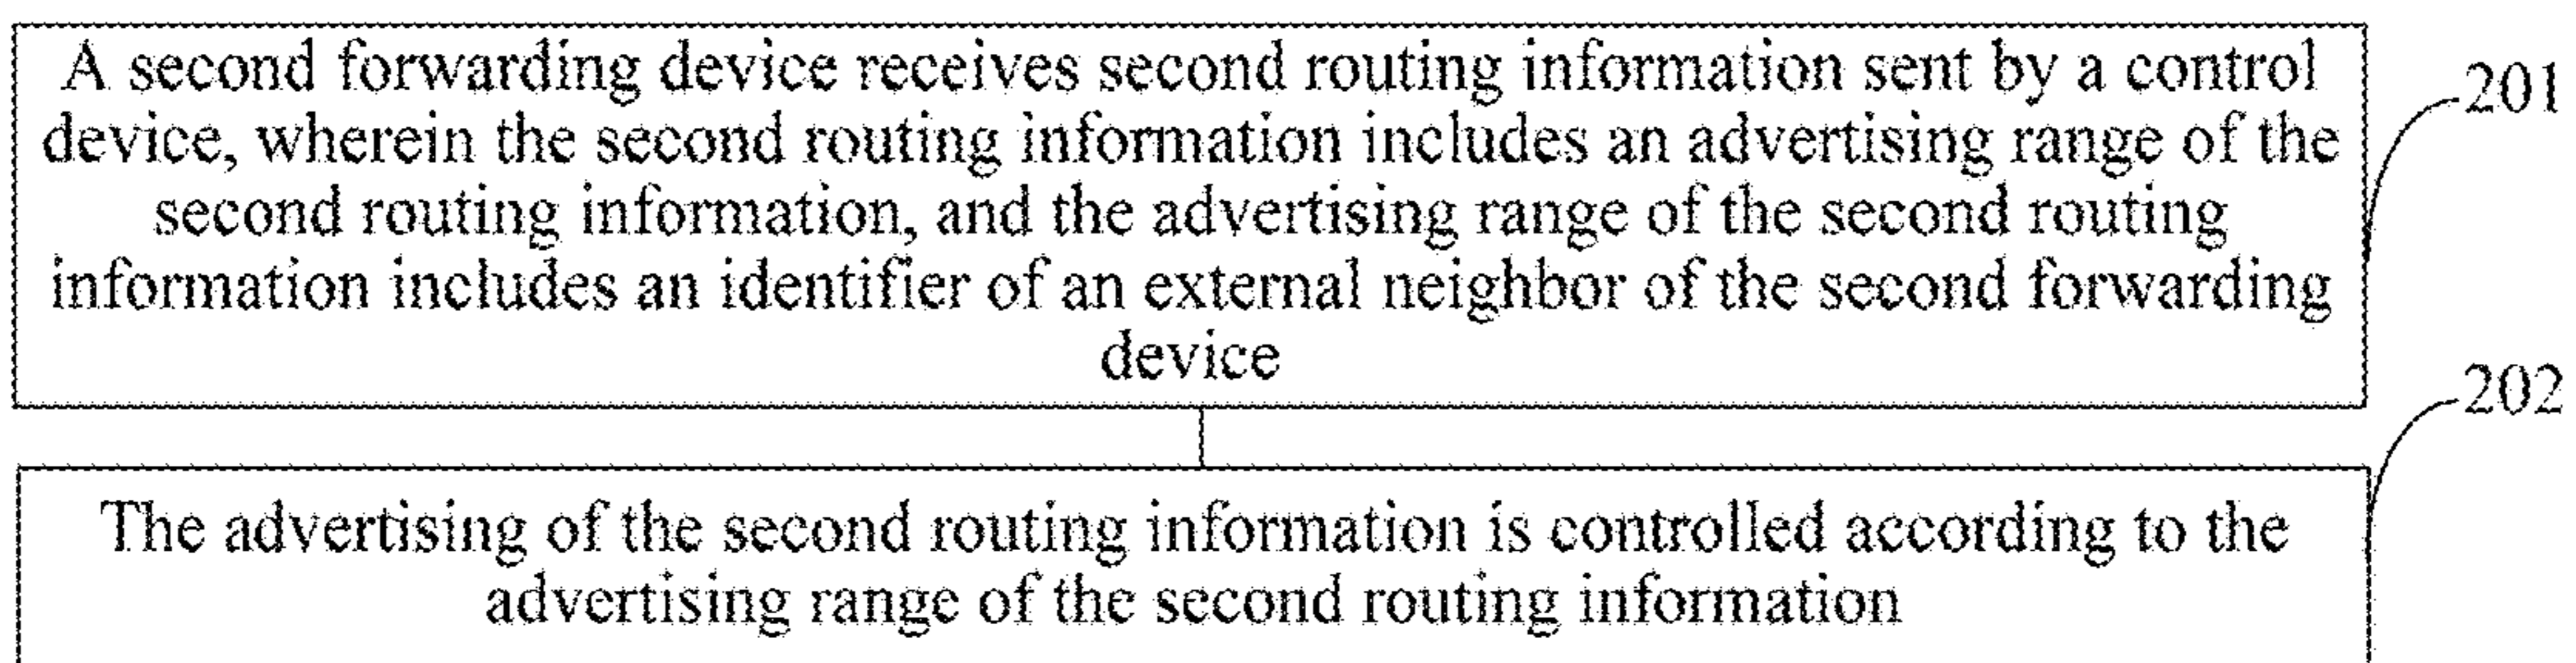 A second forwarding device receives second routing information sent by a control
device, wherein the second routing information includes an advertising range of the
second routing information, and the advertising range of the second routing
information includes an identifier of an external neighbor of the second forwarding
device
201
202
The advertising of the second routing information is controlled according to the
advertising range of the second routing information